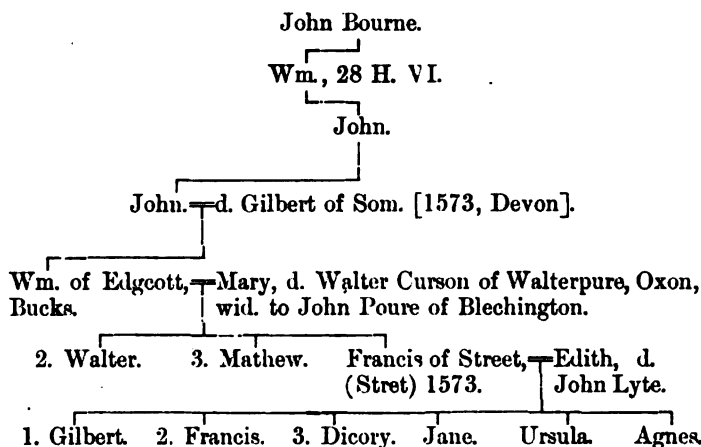 John Bourne.
Wm., 28 H. VI.
John.
John. d. Gilbert of Som. [1573, Devon].
Wm. of Edgcott, Mary, d. Walter Curson of Walterpure, Oxon,
Bucks. wid. to John Poure of Blechington.
2. Walter. 3. Mathew. Francis of Street, Edith, d.
(Stret) 1573. John Lyte.
1. Gilbert. 2. Francis. 3. Dicory. Jane. Ursula. Agnes.